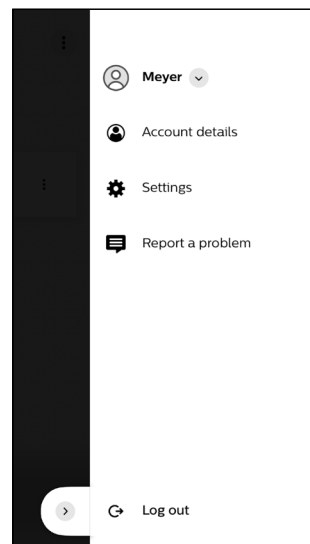 Meyer
Account details
Settings
Report a problem
Log out